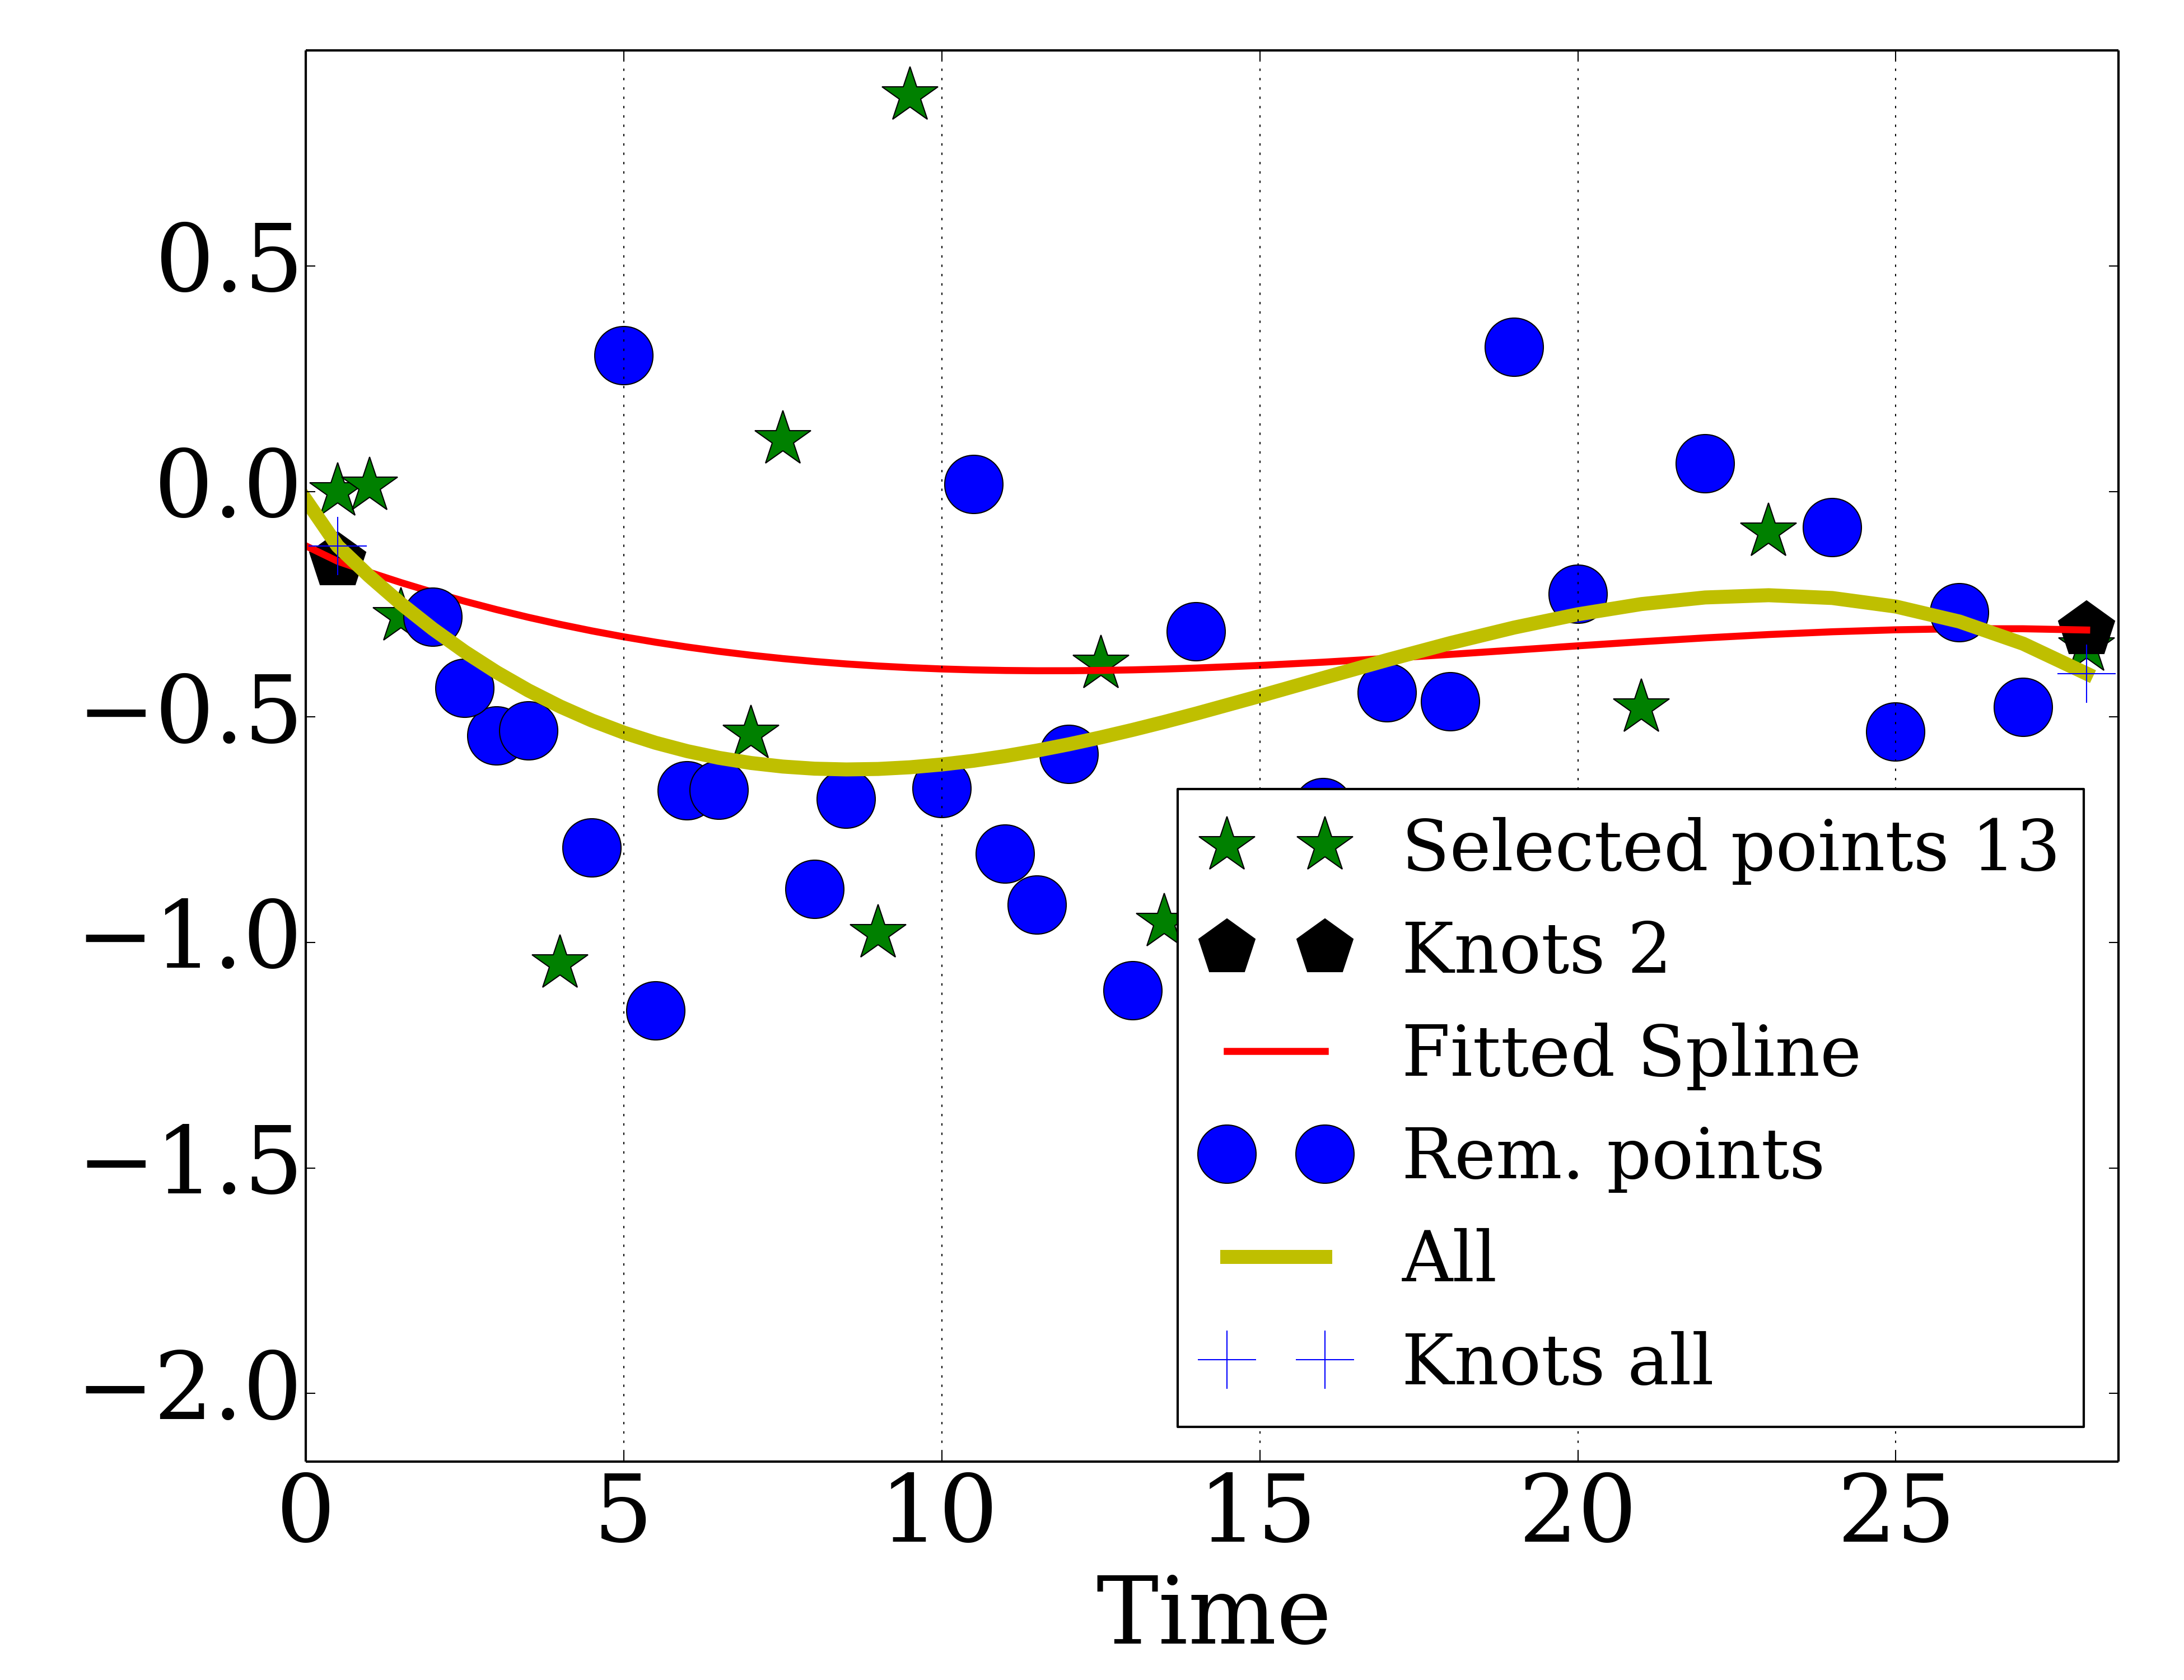 0.5
0.0
−0.5
−1.0
−1.5
−2.0
Selected points 13
Knots 2
Fitted Spline
Rem. points
All
Knots all
0 5 10 15 20 25
Time